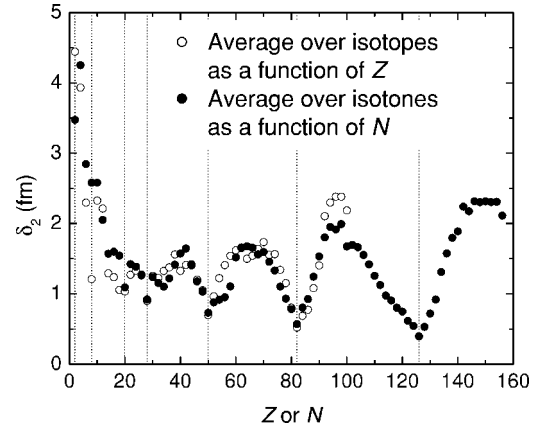 5
4
3
2
1
0
δ2 (fm)
○ Average over isotopes
as a function of Z
● Average over isotones
as a function of N
0 20 40 60 80 100 120 140 160
Z or N